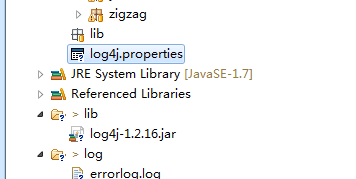 zigzag
lib
log4j.properties
JRE System Library [JavaSE-1.7]
Referenced Libraries
> lib
log4j-1.2.16.jar
> log
errorlog.log